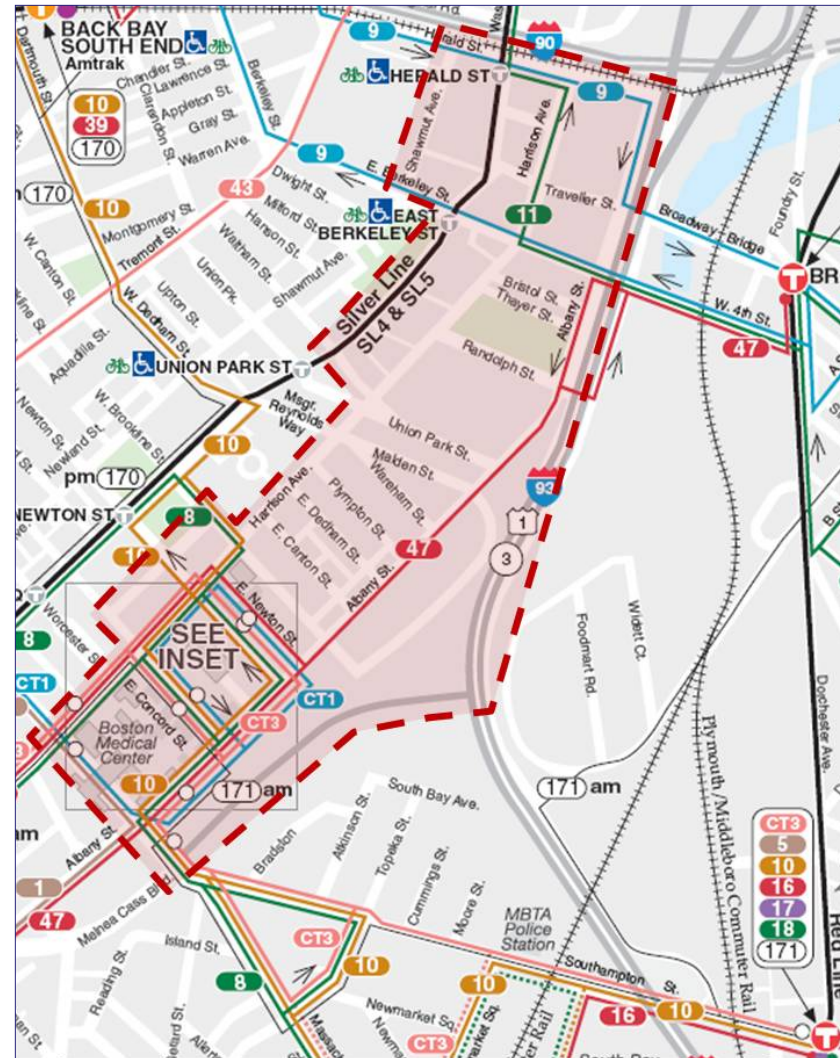 BACK BAY
SOUTH END
Amtrak
10
39
170
Dartmouth St.
Chandler St.
Lawrence St.
Clarendon St.
Appleton St.
Gray St.
Warren Ave.
Berkeley St.
9
Herald St.
90
HERALD ST
9
9
Shawmut Ave.
Harrison Ave.
E. Berkeley St.
Dwight St.
Milford St.
Hanson St.
Waltham St.
Union Pk.
Upton St.
Shawmut Ave.
43
170
10
Montgomery St.
Tremont St.
W. Canton St.
W. Dedham St.
Aquadilla St.
EAST
BERKELEY ST
11
Traveller St.
Broadway Bridge
Foundry St.
T
BR
W. 4th St.
47
Silver Line
SL4 & SL5
Bristol St.
Thayer St.
Albany St.
Randolph St.
UNION PARK ST
Msgr.
Reynolds
Way
W. Newton St.
Newland St.
W. Brookline St.
10
pm 170
Union Park St.
Malden St.
Wareham St.
Plympton St.
E. Dedham St.
E. Canton St.
Harrison Ave.
93
1
3
47
Albany St.
NEWTON ST
8
10
8
Worcester St.
SEE
INSET
E. Newton St.
E. Concord St.
CT1
CT1
CT3
Boston
Medical
Center
10
171 am
Widett Ct.
Foodmart Rd.
Dorchester Ave.
Plymouth/Middleboro Commuter Rail
171 am
South Bay Ave.
Bradston
Atkinson St.
Topeka St.
Cummings St.
Moore St.
Albany St.
1
47
Melnea Cass Blvd.
Island St.
Reading St.
8
CT3
10
MBTA
Police
Station
Southampton
St.
10
CT3
Newmarket Sq.
16
10
CT3
5
10
16
17
18
171
T